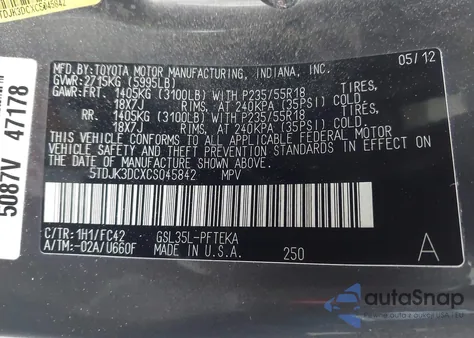 5TDJK3DCXCS045842
5087V 47178
MFD.BY: TOYOTA MOTOR MANUFACTURING, INDIANA, INC. 05/12
GVWR: 2715KG (5995LB)
GAWR: FRT. 1405KG (3100LB) WITH P235/55R18 TIRES,
18X7J RIMS, AT 240KPA (35PSI) COLD.
RR. 1405KG (3100LB) WITH P235/55R18 TIRES,
18X7J RIMS, AT 240KPA (35PSI) COLD.
THIS VEHICLE CONFORMS TO ALL APPLICABLE FEDERAL MOTOR
VEHICLE SAFETY, BUMPER, AND THEFT PREVENTION STANDARDS
IN EFFECT ON THE DATE OF MANUFACTURE SHOWN ABOVE.
5TDJK3DCXCS045842 MPV
C/TR: 1H1/FC42 GSL35L-PFTEKA
A/TM: -02A/U660F MADE IN U.S.A. 250 A
autoSnap